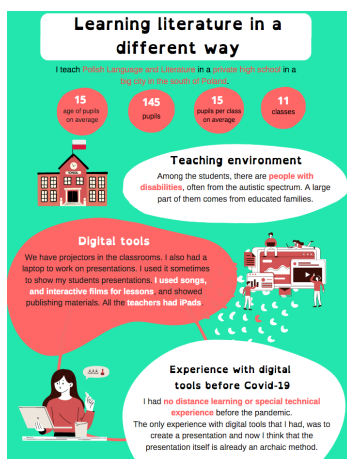 Learning literature in a
different way
I teach Polish Language and Literature in a private high school in a
big city in the south of Poland.
15
age of pupils
on average
145
pupils
15
pupils per class
on average
11
classes
Teaching environment
Among the students, there are people with
disabilities, often from the autistic spectrum. A large
part of them comes from educated families.
Digital tools
We have projectors in the classrooms. I also had a
laptop to work on presentations. I used it sometimes
to show my students presentations. I used songs,
and interactive films for lessons, and showed
publishing materials. All the teachers had iPads.
Experience with digital
tools before Covid-19
I had no distance learning or special technical
experience before the pandemic.
The only experience with digital tools that I had, was to
create a presentation and now I think that the
presentation itself is already an archaic method.